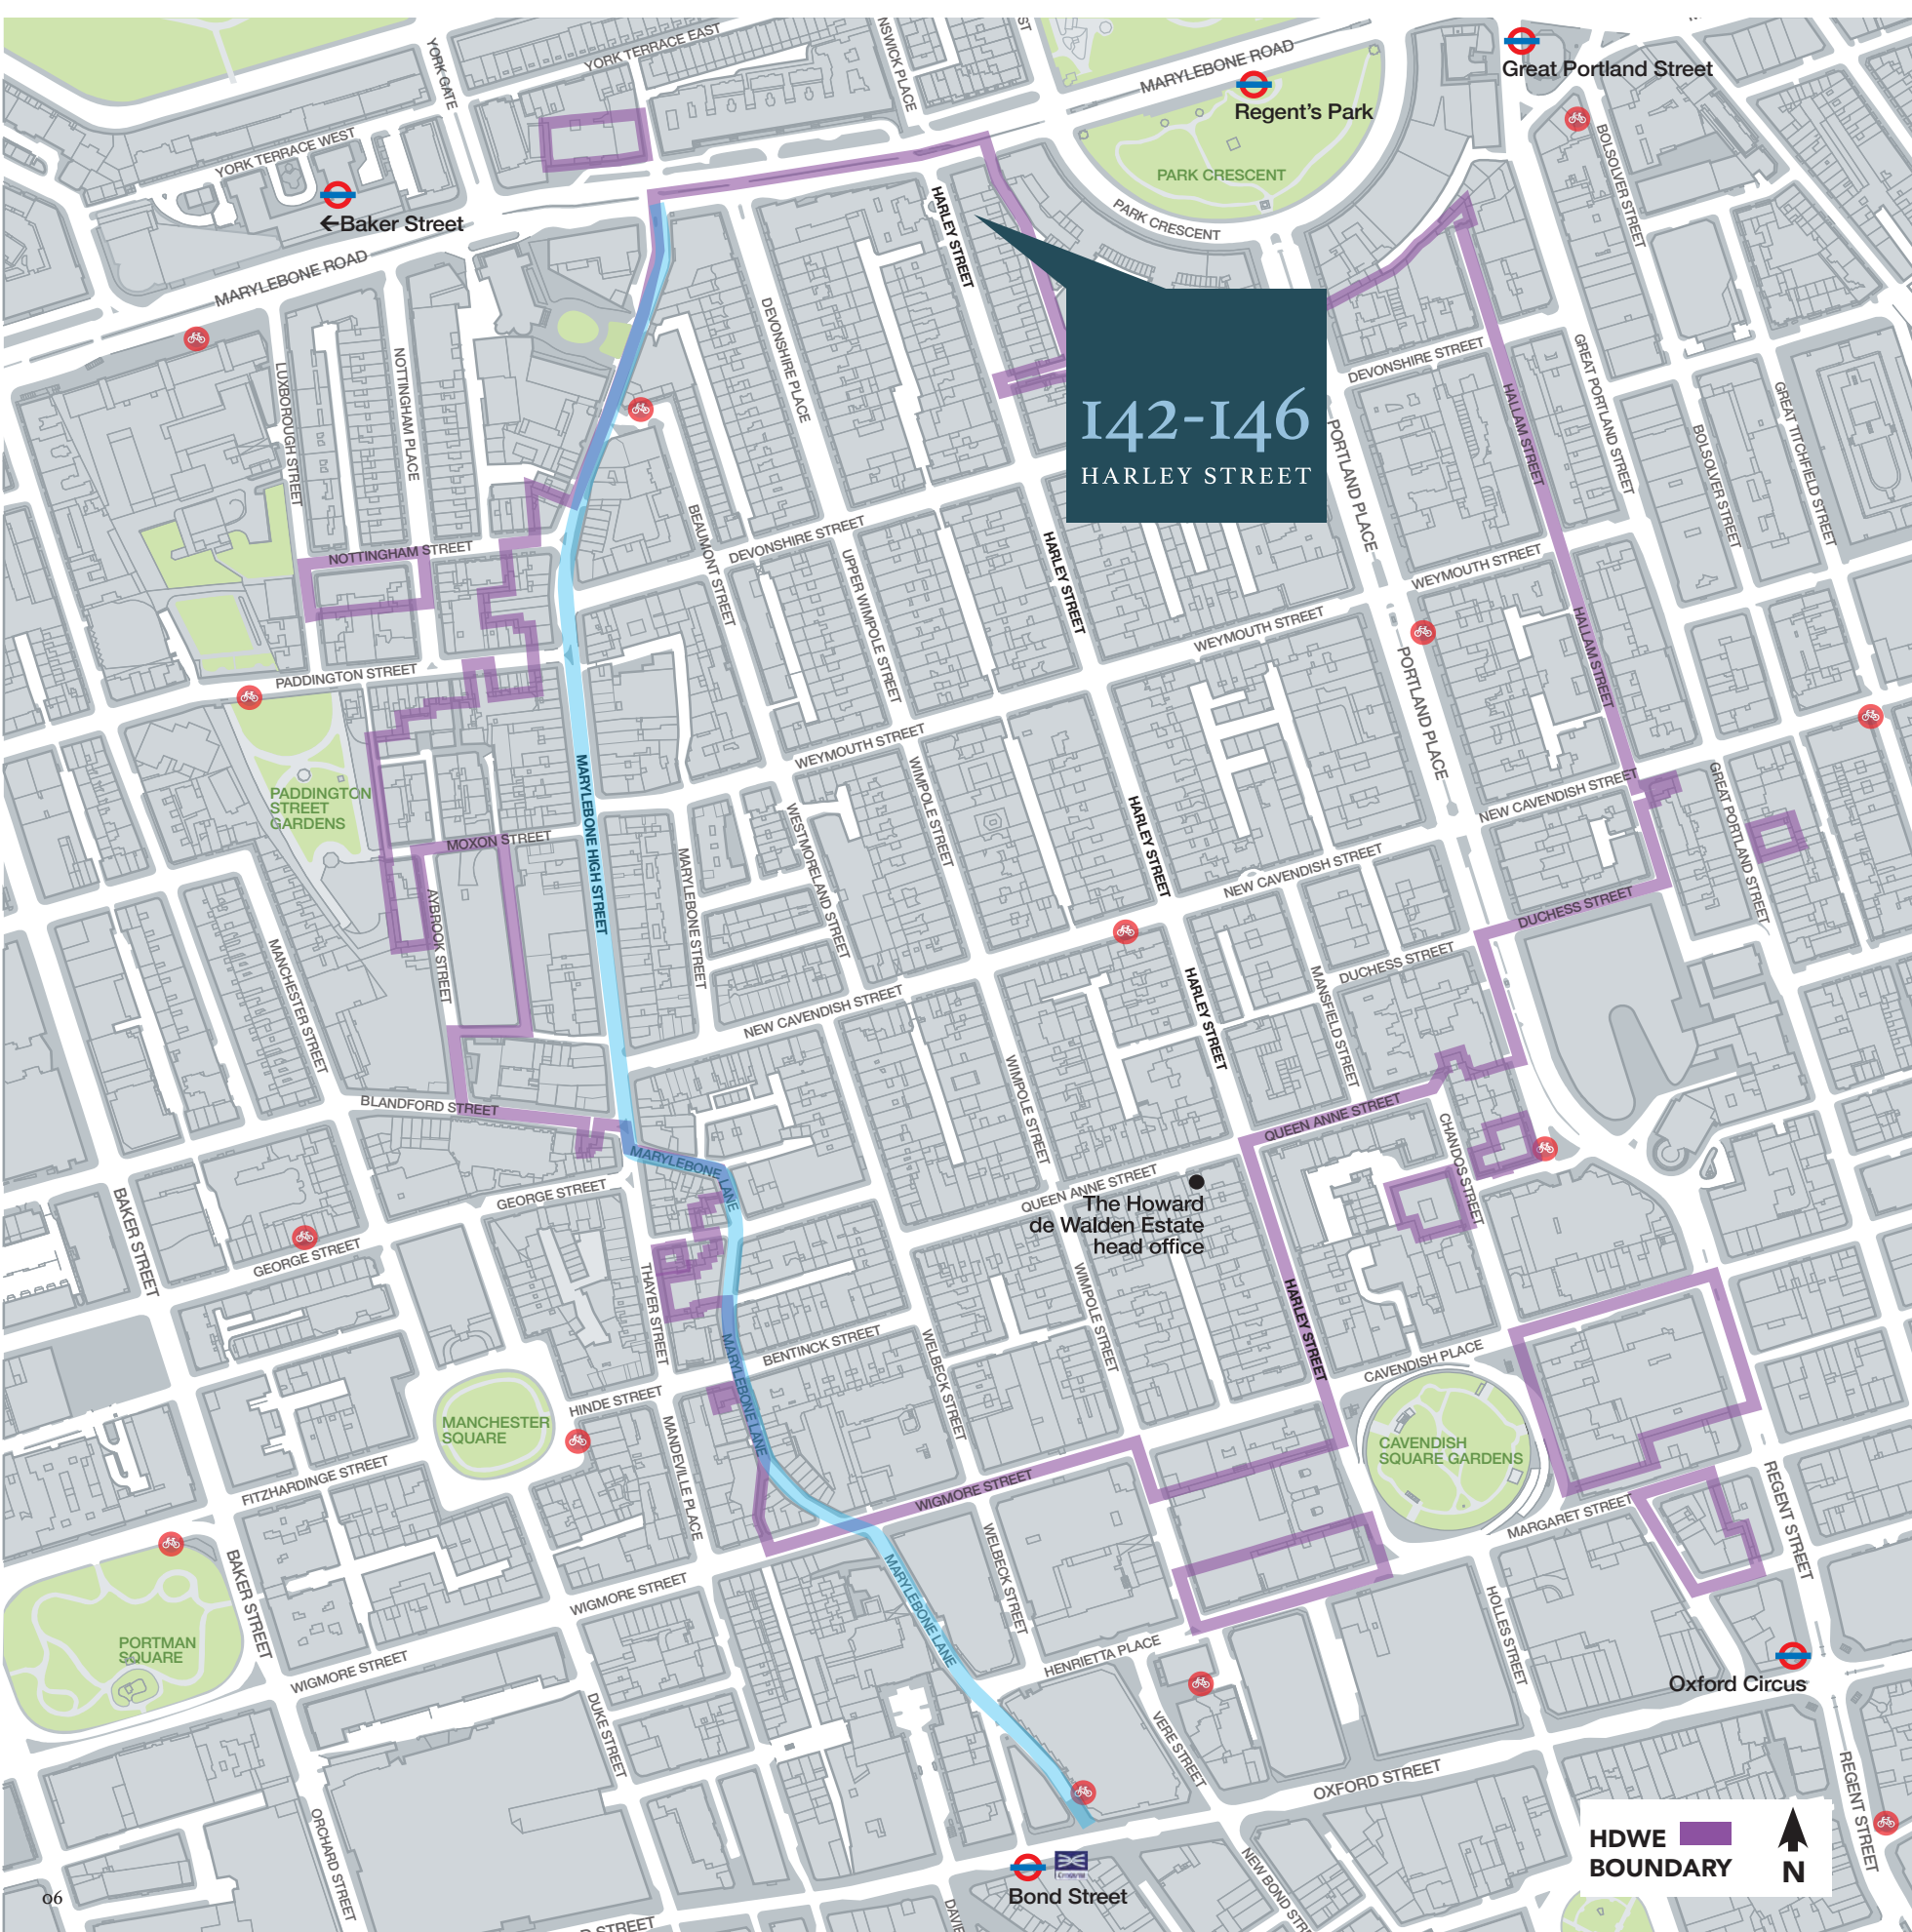 YORK GATE
YORK TERRACE EAST
MARYLEBONE ROAD
Great Portland Street
Regent's Park
YORK TERRACE WEST
←Baker Street
MARYLEBONE ROAD
PARK CRESCENT
PARK CRESCENT
BOLSOLVER STREET
HARLEY STREET
142-146
HARLEY STREET
LUXBOROUGH STREET
NOTTINGHAM PLACE
DEVONSHIRE PLACE
DEVONSHIRE STREET
GREAT PORTLAND STREET
GREAT TITCHFIELD STREET
HALLAM STREET
BOLSOLVER STREET
PORTLAND PLACE
NOTTINGHAM STREET
BEAUMONT STREET
DEVONSHIRE STREET
UPPER WIMPOLE STREET
HARLEY STREET
WEYMOUTH STREET
WEYMOUTH STREET
HALLAM STREET
PORTLAND PLACE
PADDINGTON STREET
WEYMOUTH STREET
PADDINGTON
STREET
GARDENS
MARYLEBONE HIGH STREET
WIMPOLE STREET
WESTMORELAND STREET
HARLEY STREET
NEW CAVENDISH STREET
GREAT PORTLAND STREET
MOXON STREET
AYBROOK STREET
MARYLEBONE STREET
NEW CAVENDISH STREET
DUCHESS STREET
DUCHESS STREET
MANCHESTER STREET
NEW CAVENDISH STREET
HARLEY STREET
MANSFIELD STREET
WIMPOLE STREET
BLANDFORD STREET
QUEEN ANNE STREET
CHANDOS STREET
MARYLEBONE LANE
QUEEN ANNE STREET
The Howard
de Walden Estate
head office
GEORGE STREET
BAKER STREET
GEORGE STREET
THAYER STREET
WIMPOLE STREET
HARLEY STREET
BENTINCK STREET
WELBECK STREET
CAVENDISH PLACE
MARYLEBONE LANE
HINDE STREET
MANCHESTER
SQUARE
MANDEVILLE PLACE
CAVENDISH
SQUARE GARDENS
FITZHARDINGE STREET
WIGMORE STREET
MARGARET STREET
REGENT STREET
WELBECK STREET
BAKER STREET
WIGMORE STREET
MARYLEBONE LANE
HOLLES STREET
PORTMAN
SQUARE
WIGMORE STREET
HENRIETTA PLACE
Oxford Circus
DUKE STREET
VERE STREET
OXFORD STREET
REGENT STREET
ORCHARD STREET
HDWE
BOUNDARY
N
Bond Street
06